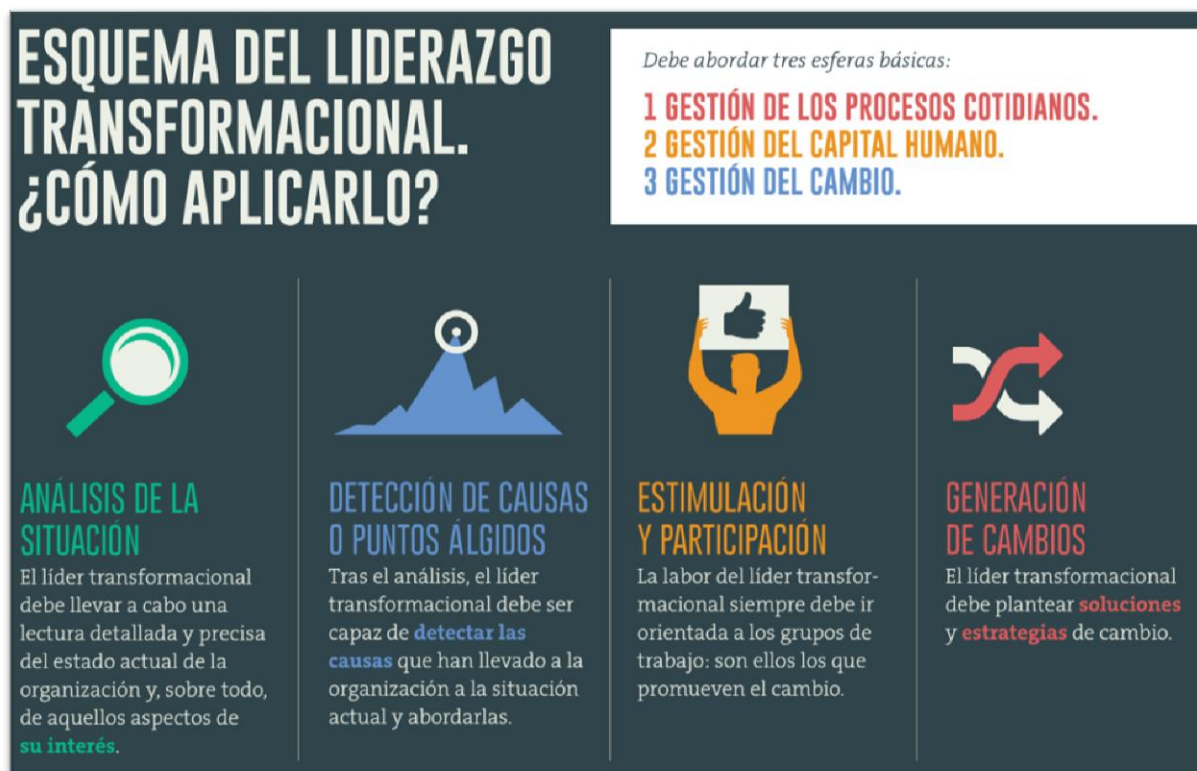 ESQUEMA DEL LIDERAZGO
TRANSFORMACIONAL.
¿CÓMO APLICARLO?
Debe abordar tres esferas básicas:
1 GESTIÓN DE LOS PROCESOS COTIDIANOS.
2 GESTIÓN DEL CAPITAL HUMANO.
3 GESTIÓN DEL CAMBIO.
ANÁLISIS DE LA
SITUACIÓN
El líder transformacional
debe llevar a cabo una
lectura detallada y precisa
del estado actual de la
organización y, sobre todo,
de aquellos aspectos de
su interés.
DETECCIÓN DE CAUSAS
O PUNTOS ÁLGIDOS
Tras el análisis, el líder
transformacional debe ser
capaz de detectar las
causas que han llevado a la
organización a la situación
actual y abordarlas.
ESTIMULACIÓN
Y PARTICIPACIÓN
La labor del líder transfor-
macional siempre debe ir
orientada a los grupos de
trabajo: son ellos los que
promueven el cambio.
GENERACIÓN
DE CAMBIOS
El líder transformacional
debe plantear soluciones
y estrategias de cambio.